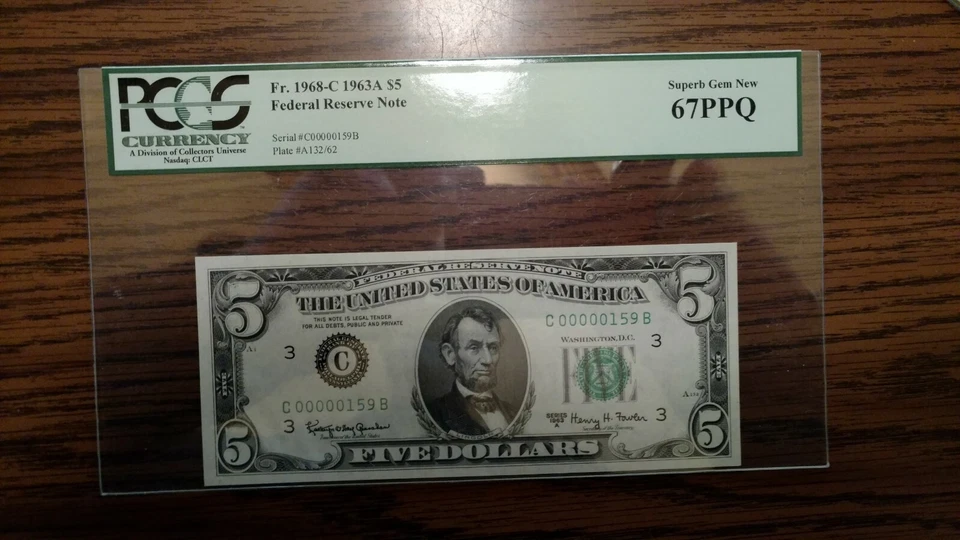 PCGS
CURRENCY
A Division of Collectors Universe
Nasdaq: CLCT
Fr. 1968-C 1963A $5
Federal Reserve Note
Serial #C00000159B
Plate #A132/62
Superb Gem New
67PPQ
FEDERAL RESERVE NOTE
THE UNITED STATES OF AMERICA
THIS NOTE IS LEGAL TENDER
FOR ALL DEBTS, PUBLIC AND PRIVATE
5
5
C 00000159 B
WASHINGTON, D.C.
3
3
C
C 00000159 B
3
3
SERIES
1963
A
Henry H. Fowler
5
5
FIVE DOLLARS